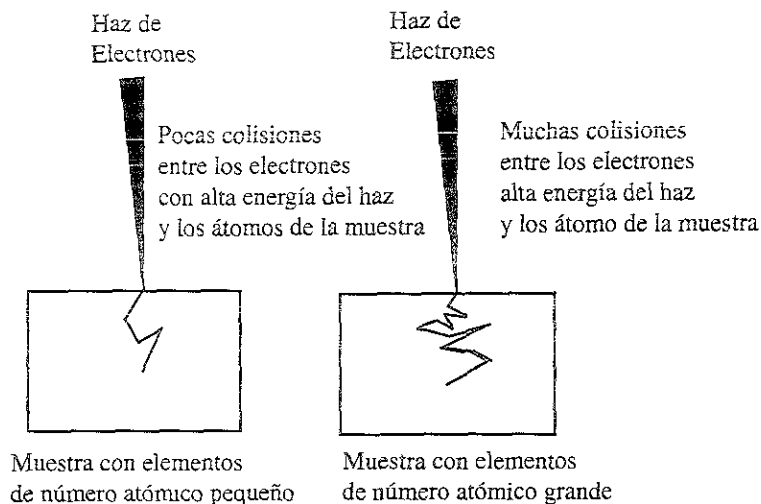 Haz de
Electrones
Pocas colisiones
entre los electrones
con alta energía del haz
y los átomos de la muestra
Muestra con elementos
de número atómico pequeño
Haz de
Electrones
Muchas colisiones
entre los electrones
alta energía del haz
y los átomo de la muestra
Muestra con elementos
de número atómico grande